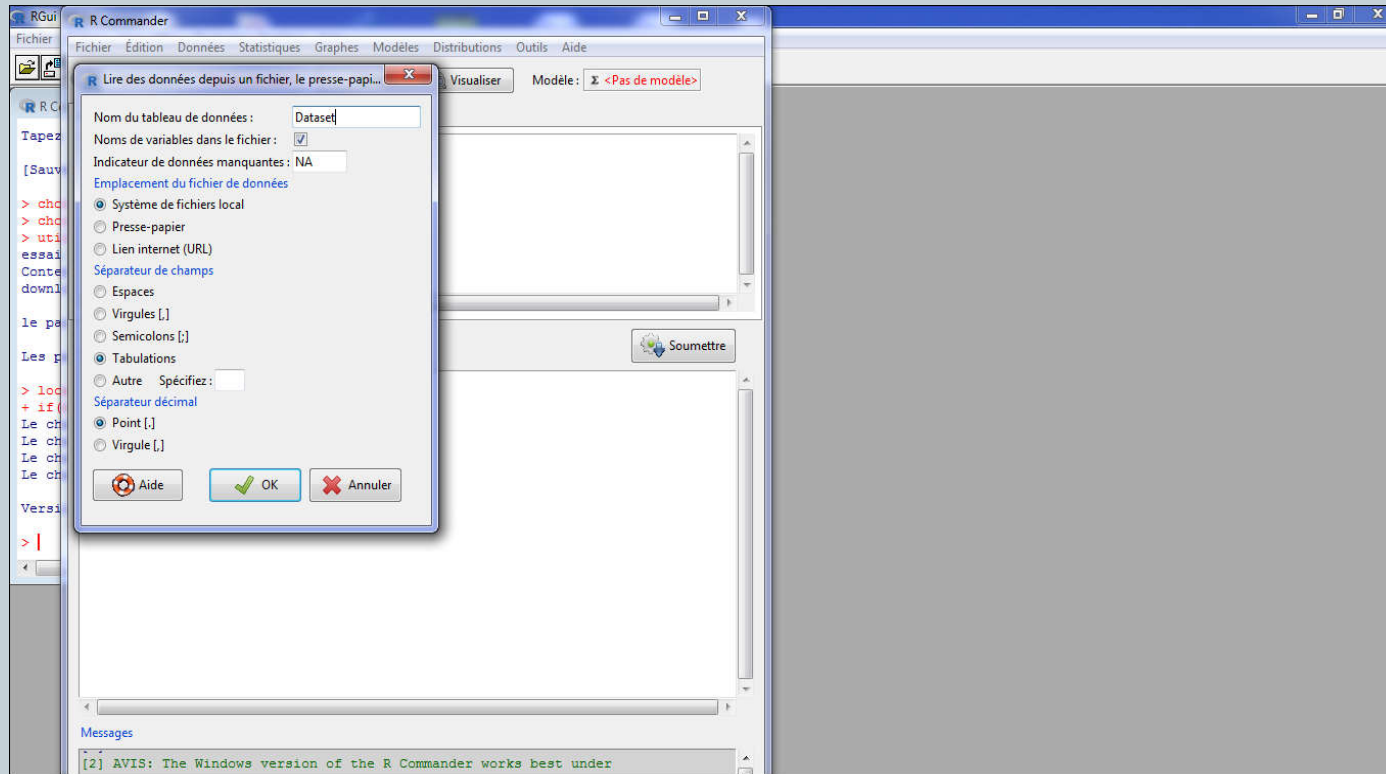 RGui
R Commander
Fichier
Fichier Édition Données Statistiques Graphes Modèles Distributions Outils Aide
Lire des données depuis un fichier, le presse-papi...
Visualiser
Modèle : Σ <Pas de modèle>
Nom du tableau de données : Dataset
Noms de variables dans le fichier :
Indicateur de données manquantes : NA
Emplacement du fichier de données
Système de fichiers local
Presse-papier
Lien internet (URL)
Séparateur de champs
Espaces
Virgules [,]
Semicolons [;]
Tabulations
Autre Spécifiez :
Séparateur décimal
Point [.]
Virgule [,]
Aide OK Annuler
Soumettre
R C
Tapez
[Sauv
> cho
> cho
> uti
essai
Conte
downl
le pa
Les p
> loc
+ if(
Le ch
Le ch
Le ch
Le ch
Versi
>
Messages
[2] AVIS: The Windows version of the R Commander works best under